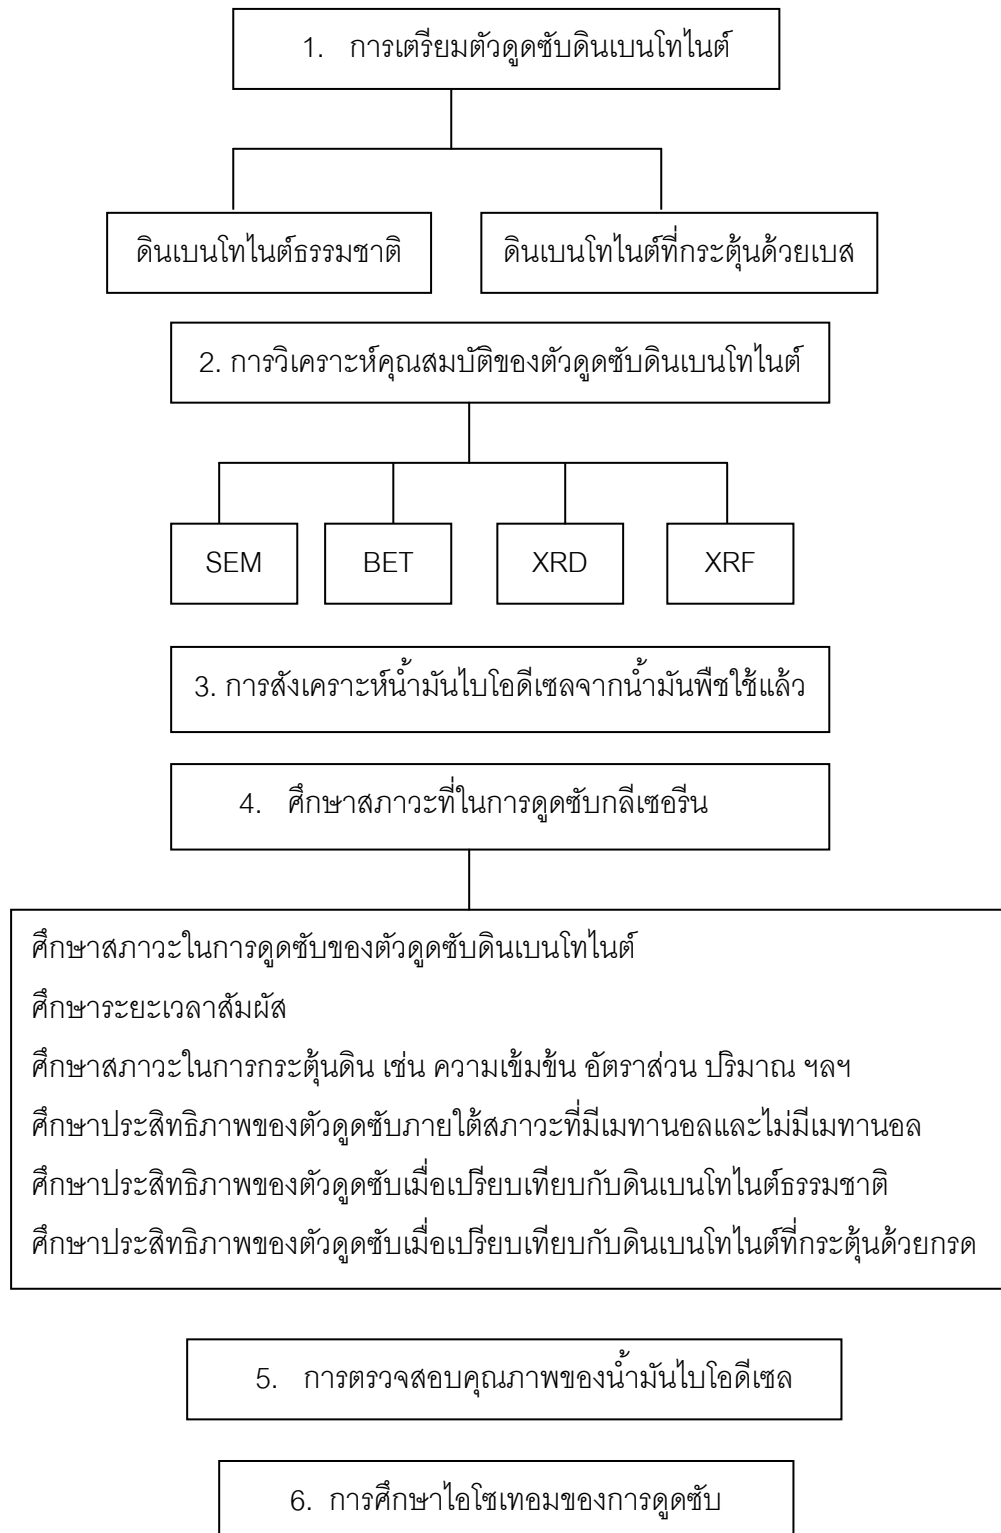 1. การเตรียมตัวดูดซับดินเบนโทไนต์
ดินเบนโทไนต์ธรรมชาติ
ดินเบนโทไนต์ที่กระตุ้นด้วยเบส
2. การวิเคราะห์คุณสมบัติของตัวดูดซับดินเบนโทไนต์
SEM
BET
XRD
XRF
3. การสังเคราะห์น้ำมันไบโอดีเซลจากน้ำมันพืชใช้แล้ว
4. ศึกษาสภาวะที่ในการดูดซับกลีเซอรีน
ศึกษาสภาวะในการดูดซับของตัวดูดซับดินเบนโทไนต์
ศึกษาระยะเวลาสัมผัส
ศึกษาสภาวะในการกระตุ้นดิน เช่น ความเข้มข้น อัตราส่วน ปริมาณ ฯลฯ
ศึกษาประสิทธิภาพของตัวดูดซับภายใต้สภาวะที่มีเมทานอลและไม่มีเมทานอล
ศึกษาประสิทธิภาพของตัวดูดซับเมื่อเปรียบเทียบกับดินเบนโทไนต์ธรรมชาติ
ศึกษาประสิทธิภาพของตัวดูดซับเมื่อเปรียบเทียบกับดินเบนโทไนต์ที่กระตุ้นด้วยกรด
5. การตรวจสอบคุณภาพของน้ำมันไบโอดีเซล
6. การศึกษาไอโซเทอมของการดูดซับ